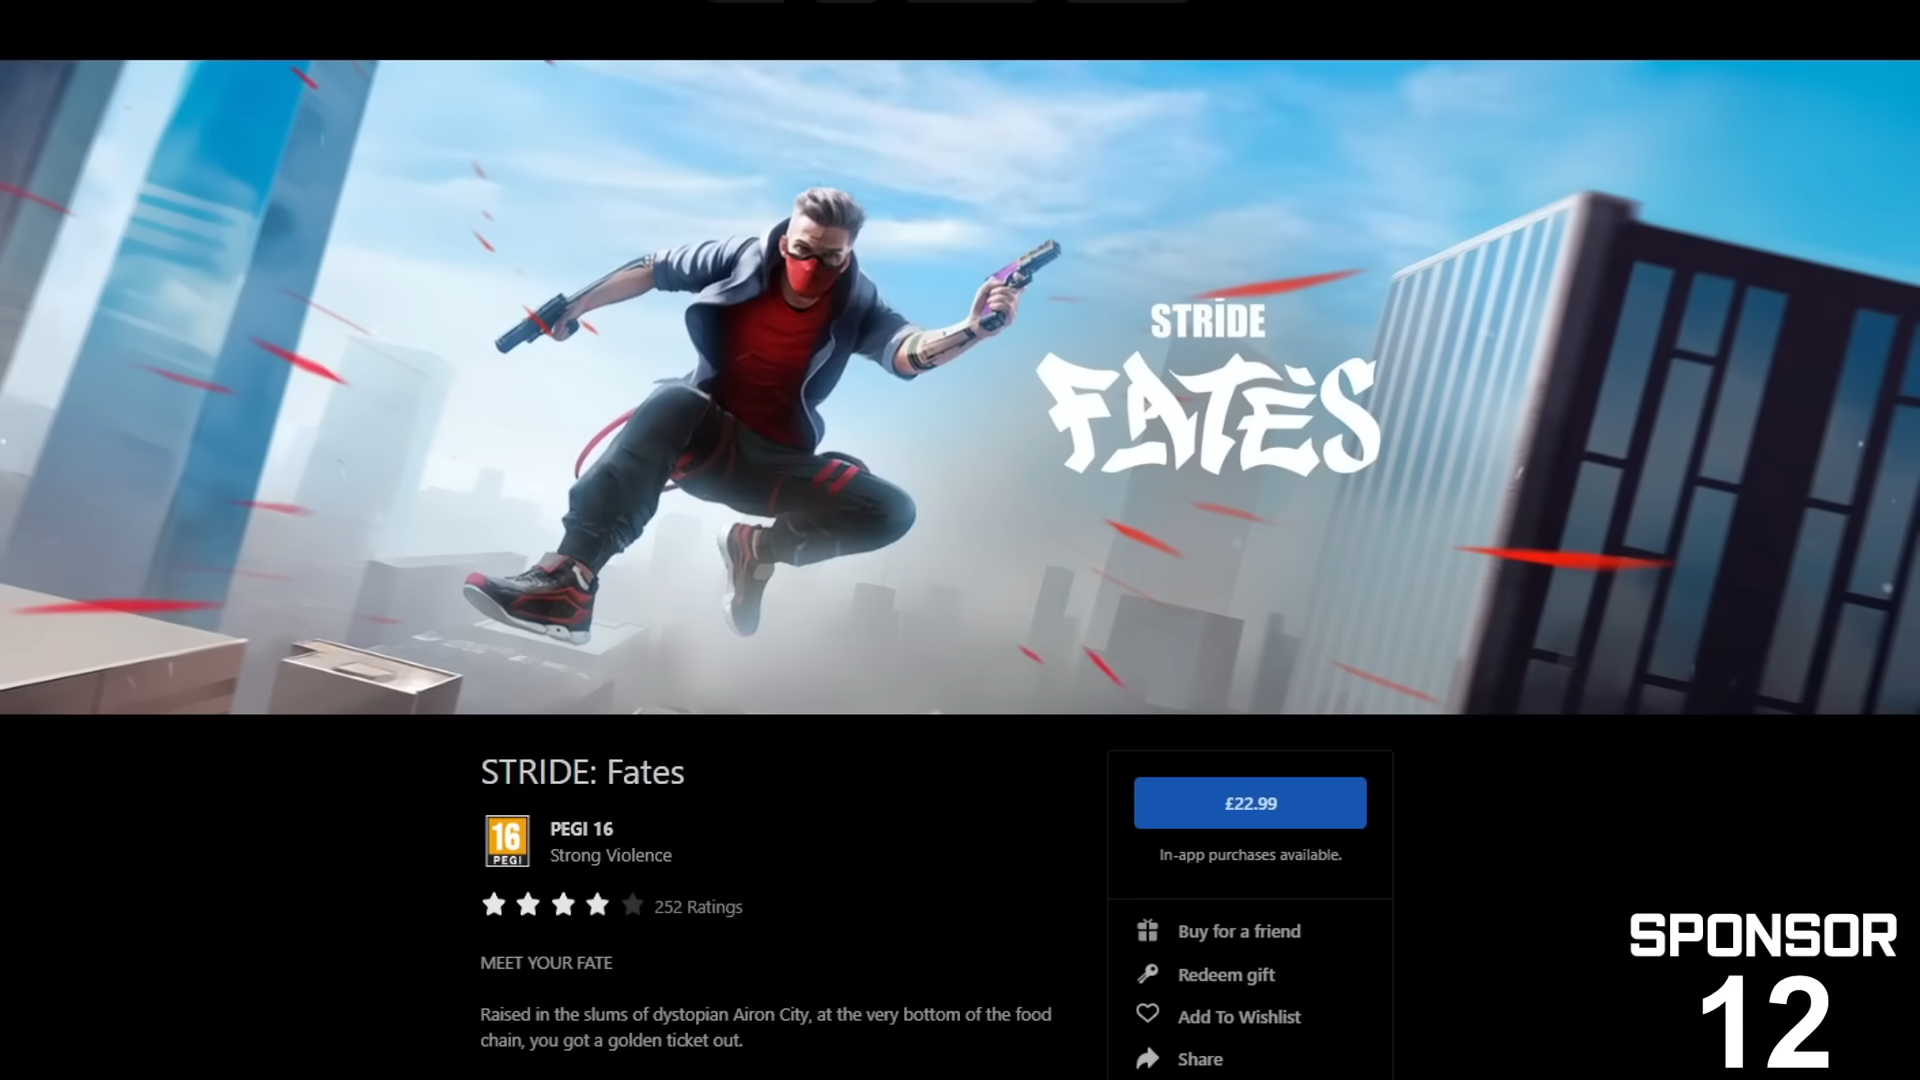 STRIDE
FATES
STRIDE: Fates
16
PEGI
PEGI 16
Strong Violence
252 Ratings
MEET YOUR FATE
Raised in the slums of dystopian Airon City, at the very bottom of the food
chain, you got a golden ticket out.
£22.99
In-app purchases available.
Buy for a friend
Redeem gift
Add To Wishlist
Share
SPONSOR
12